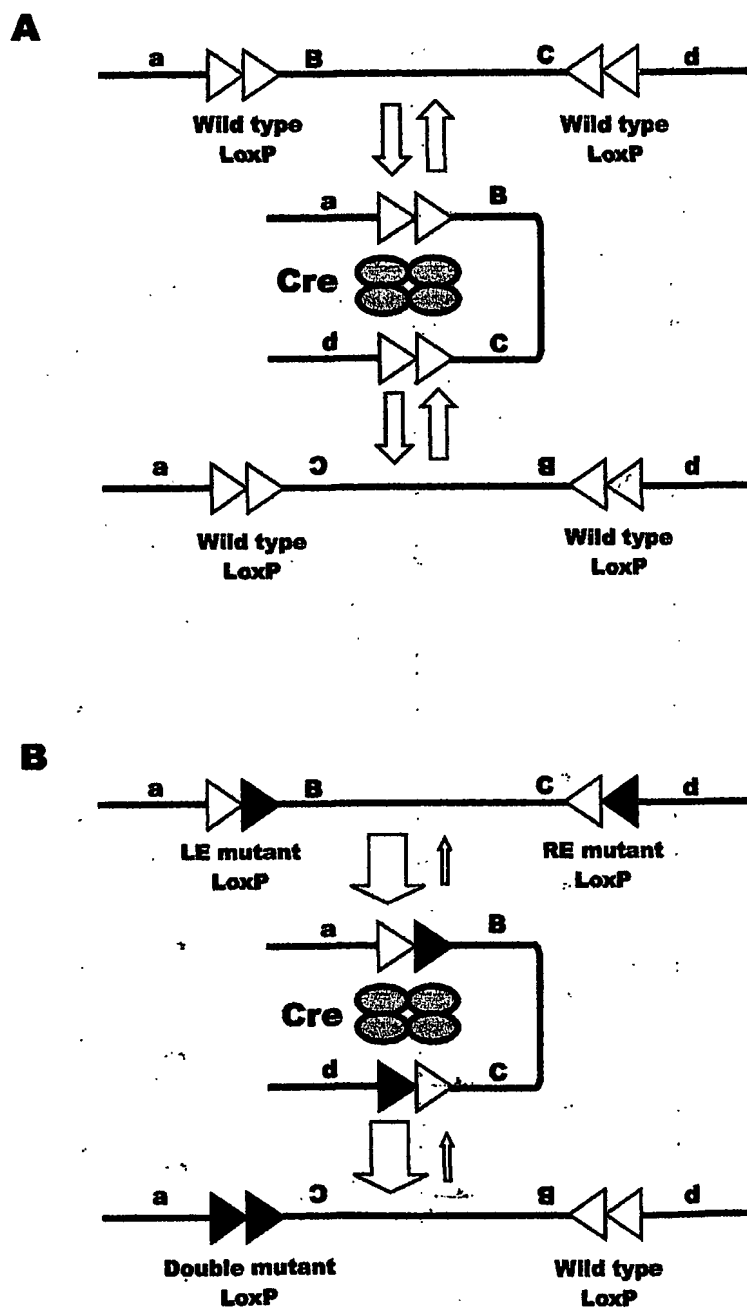 A
a B C d
Wild type
LoxP
Wild type
LoxP
a B
Cre
d C
a C B p
Wild type
LoxP
Wild type
LoxP
B
a B C d
LE mutant
LoxP
RE mutant
LoxP
a B
Cre
d C
a C B p
Double mutant
LoxP
Wild type
LoxP